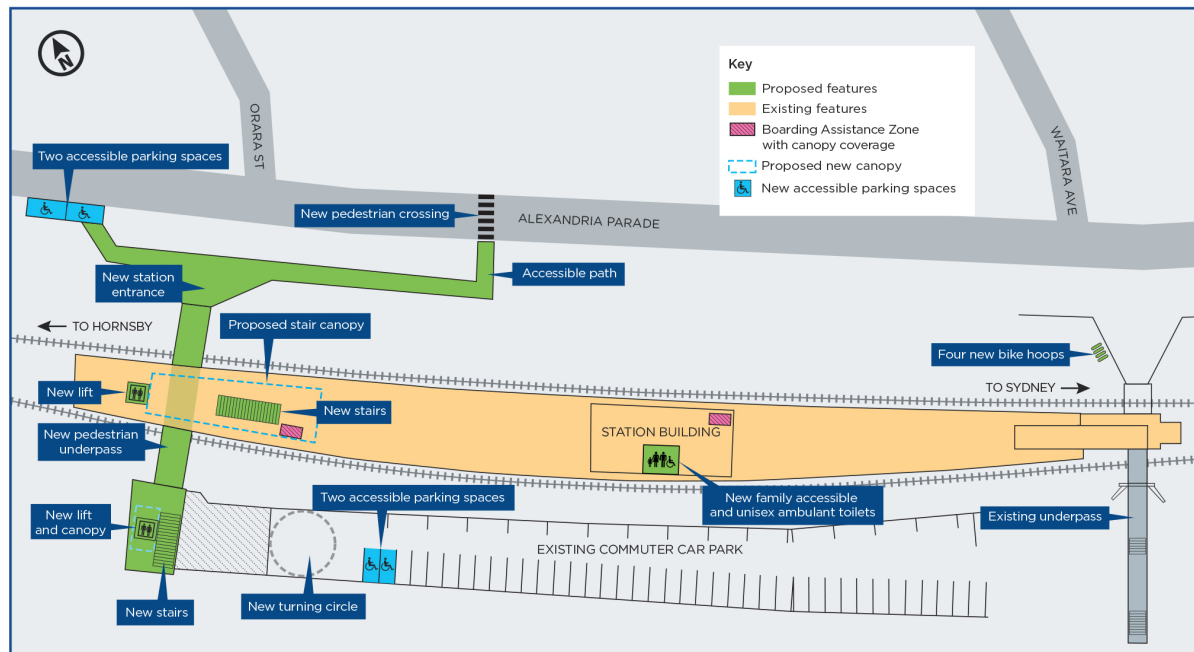 N
Key
Proposed features
Existing features
Boarding Assistance Zone
with canopy coverage
Proposed new canopy
New accessible parking spaces
ORARA ST
WAITARA AVE
Two accessible parking spaces
New pedestrian crossing
ALEXANDRIA PARADE
New station
entrance
Accessible path
TO HORNSBY
Proposed stair canopy
Four new bike hoops
TO SYDNEY
New lift
New stairs
STATION BUILDING
New pedestrian
underpass
Two accessible parking spaces
New family accessible
and unisex ambulant toilets
New lift
and canopy
Existing underpass
EXISTING COMMUTER CAR PARK
New stairs
New turning circle